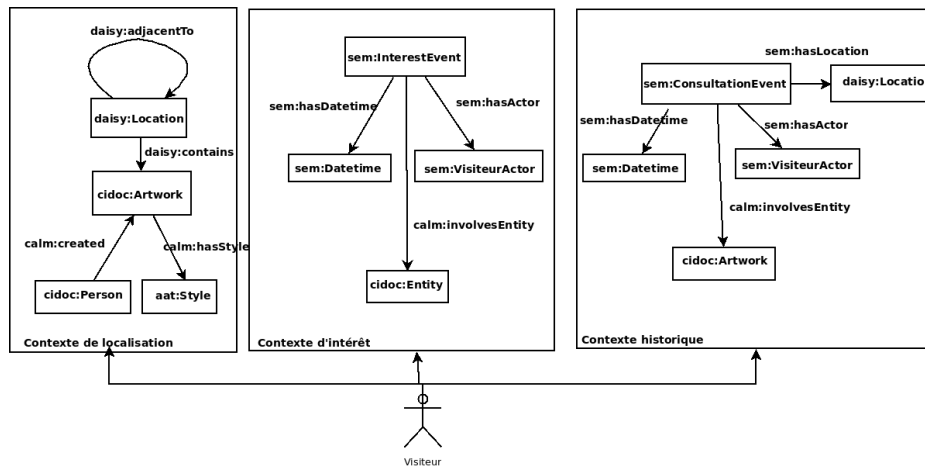 daisy:adjacentTo
daisy:Location
daisy:contains
cidoc:Artwork
calm:created
calm:hasStyle
cidoc:Person
aat:Style
Contexte de localisation
sem:InterestEvent
sem:hasDatetime
sem:hasActor
sem:Datetime
sem:VisiteurActor
calm:involvesEntity
cidoc:Entity
Contexte d'intérêt
sem:hasLocation
sem:ConsultationEvent
daisy:Location
sem:hasDatetime
sem:hasActor
sem:Datetime
sem:VisiteurActor
calm:involvesEntity
cidoc:Artwork
Contexte historique
Visiteur